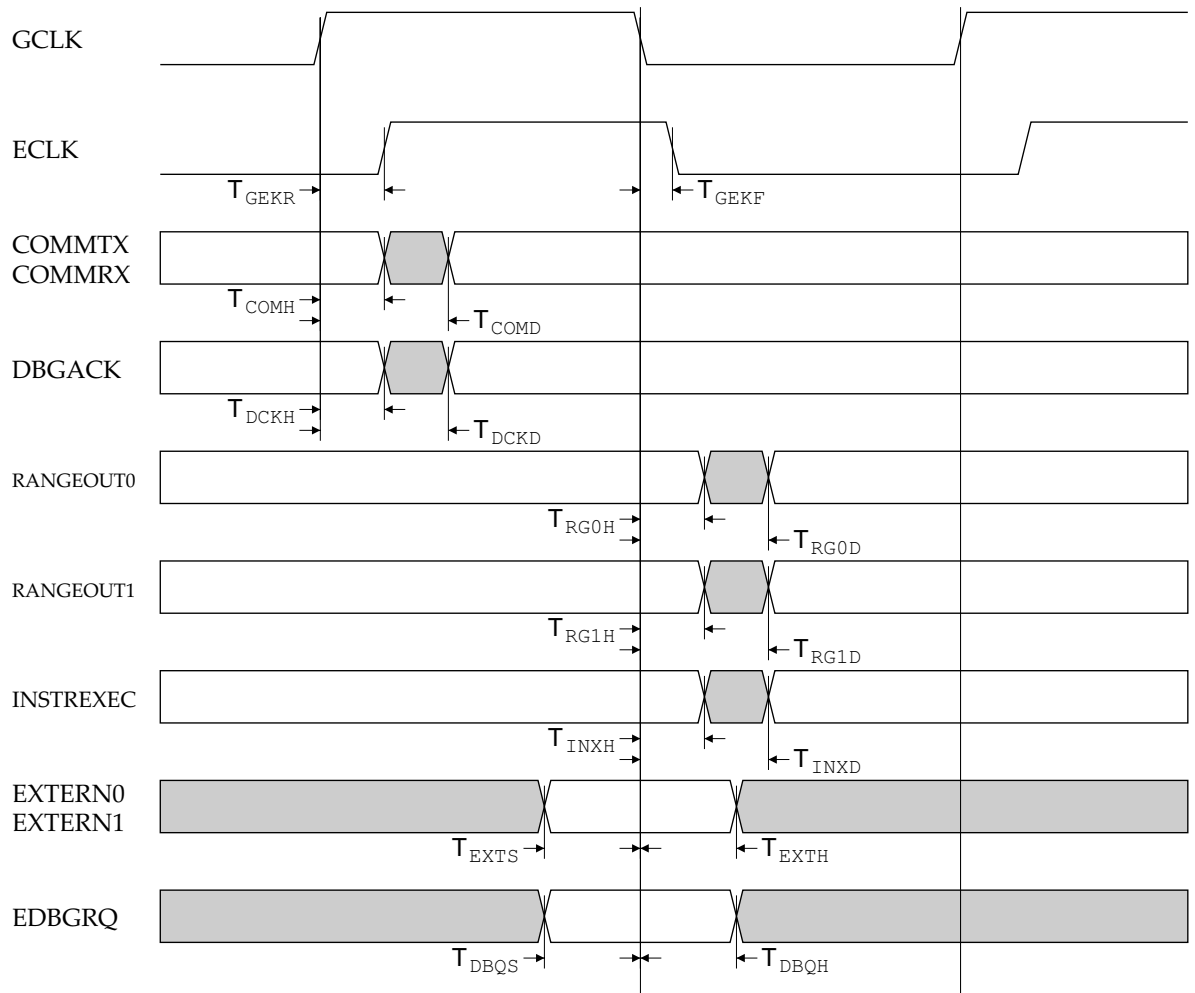 GCLK
ECLK
TGEKR
TGEKF
COMMTX
COMMRX
TCOMH
TCOMD
DBGACK
TDCKH
TDCKD
RANGEOUT0
TRG0H
TRG0D
RANGEOUT1
TRG1H
TRG1D
INSTREXEC
TINXH
TINXD
EXTERN0
EXTERN1
TEXTS
TEXTH
EDBGRQ
TDBQS
TDBQH